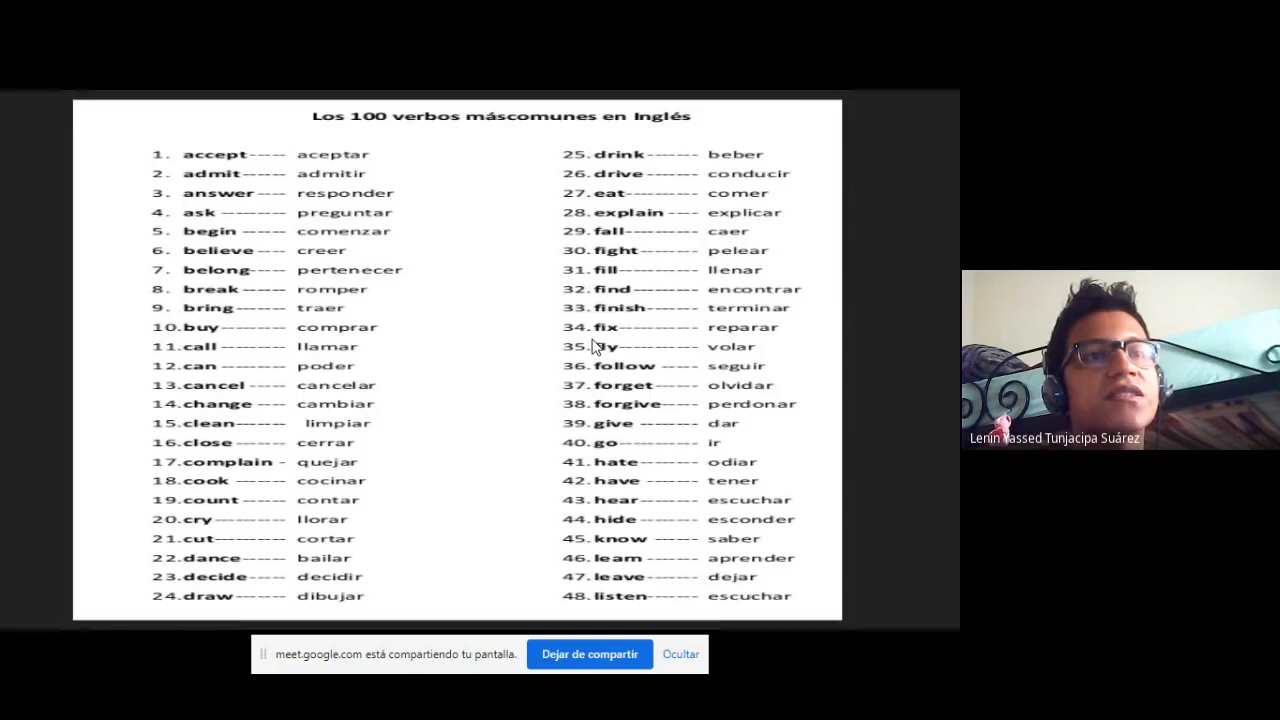 Los 100 verbos máscomunes en Inglés
1. accept----- aceptar
2. admit------ admitir
3. answer---- responder
4. ask --------- preguntar
5. begin ------ comenzar
6. believe ---- creer
7. belong----- pertenecer
8. break ----- romper
9. bring------ traer
10.buy--------- comprar
11.call--------- llamar
12.can -------- poder
13.cancel----- cancelar
14.change ---- cambiar
15.clean------ limpiar
16.close ------ cerrar
17.complain - quejar
18.cook ------- cocinar
19.count ------ contar
20.cry---------- llorar
21.cut---------- cortar
22.dance------ bailar
23.decide----- decidir
24.draw------- dibujar
25.drink------- beber
26.drive ------- conducir
27.eat---------- comer
28.explain ---- explicar
29.fall---------- caer
30.fight-------- pelear
31.fill---------- llenar
32.find--------- encontrar
33.finish------- terminar
34.fix----------- reparar
35. ly----------- volar
36.follow ----- seguir
37.forget------ olvidar
38.forgive----- perdonar
39.give -------- dar
40.go----------- ir
41.hate-------- odiar
42.have ------- tener
43.hear-------- escuchar
44.hide -------- esconder
45.know ------ saber
46.learn ------- aprender
47.leave------- dejar
48.listen------- escuchar
Lenin Yassed Tunjacipa Suárez
meet.google.com está compartiendo tu pantalla.
Dejar de compartir
Ocultar